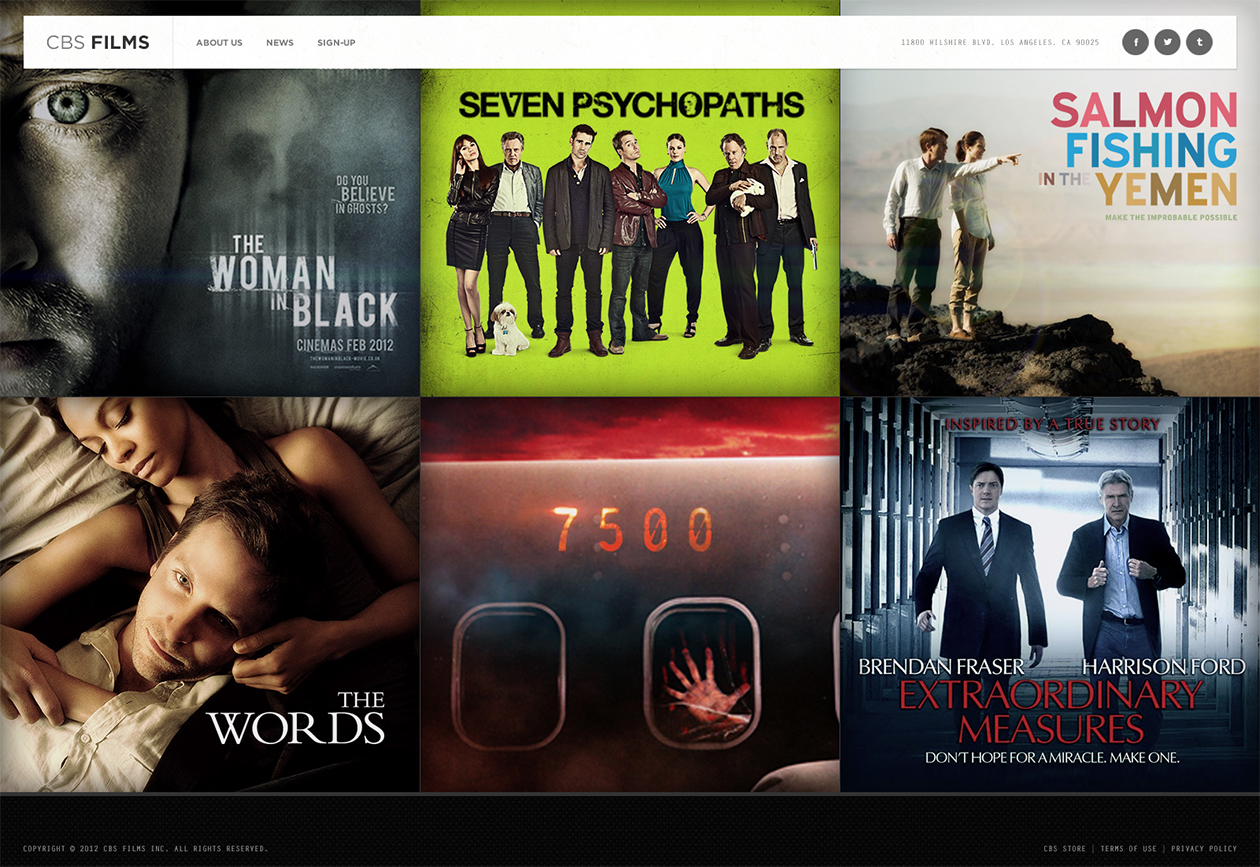 CBS FILMS
ABOUT US
NEWS
SIGN-UP
11800 WILSHIRE BLVD. LOS ANGELES. CA 90025
DO YOU
BELIEVE
IN GHOSTS?
THE
WOMAN
IN BLACK
CINEMAS FEB 2012
THEWOMANINBLACK-MOVIE.CO.UK
SEVEN PSYCHOPATHS
SALMON
FISHING
IN THE YEMEN
MAKE THE IMPROBABLE POSSIBLE
THE
WORDS
7500
INSPIRED BY A TRUE STORY
BRENDAN FRASER HARRISON FORD
EXTRAORDINARY
MEASURES
DON'T HOPE FOR A MIRACLE. MAKE ONE.
COPYRIGHT © 2012 CBS FILMS INC. ALL RIGHTS RESERVED.
CBS STORE | TERMS OF USE | PRIVACY POLICY